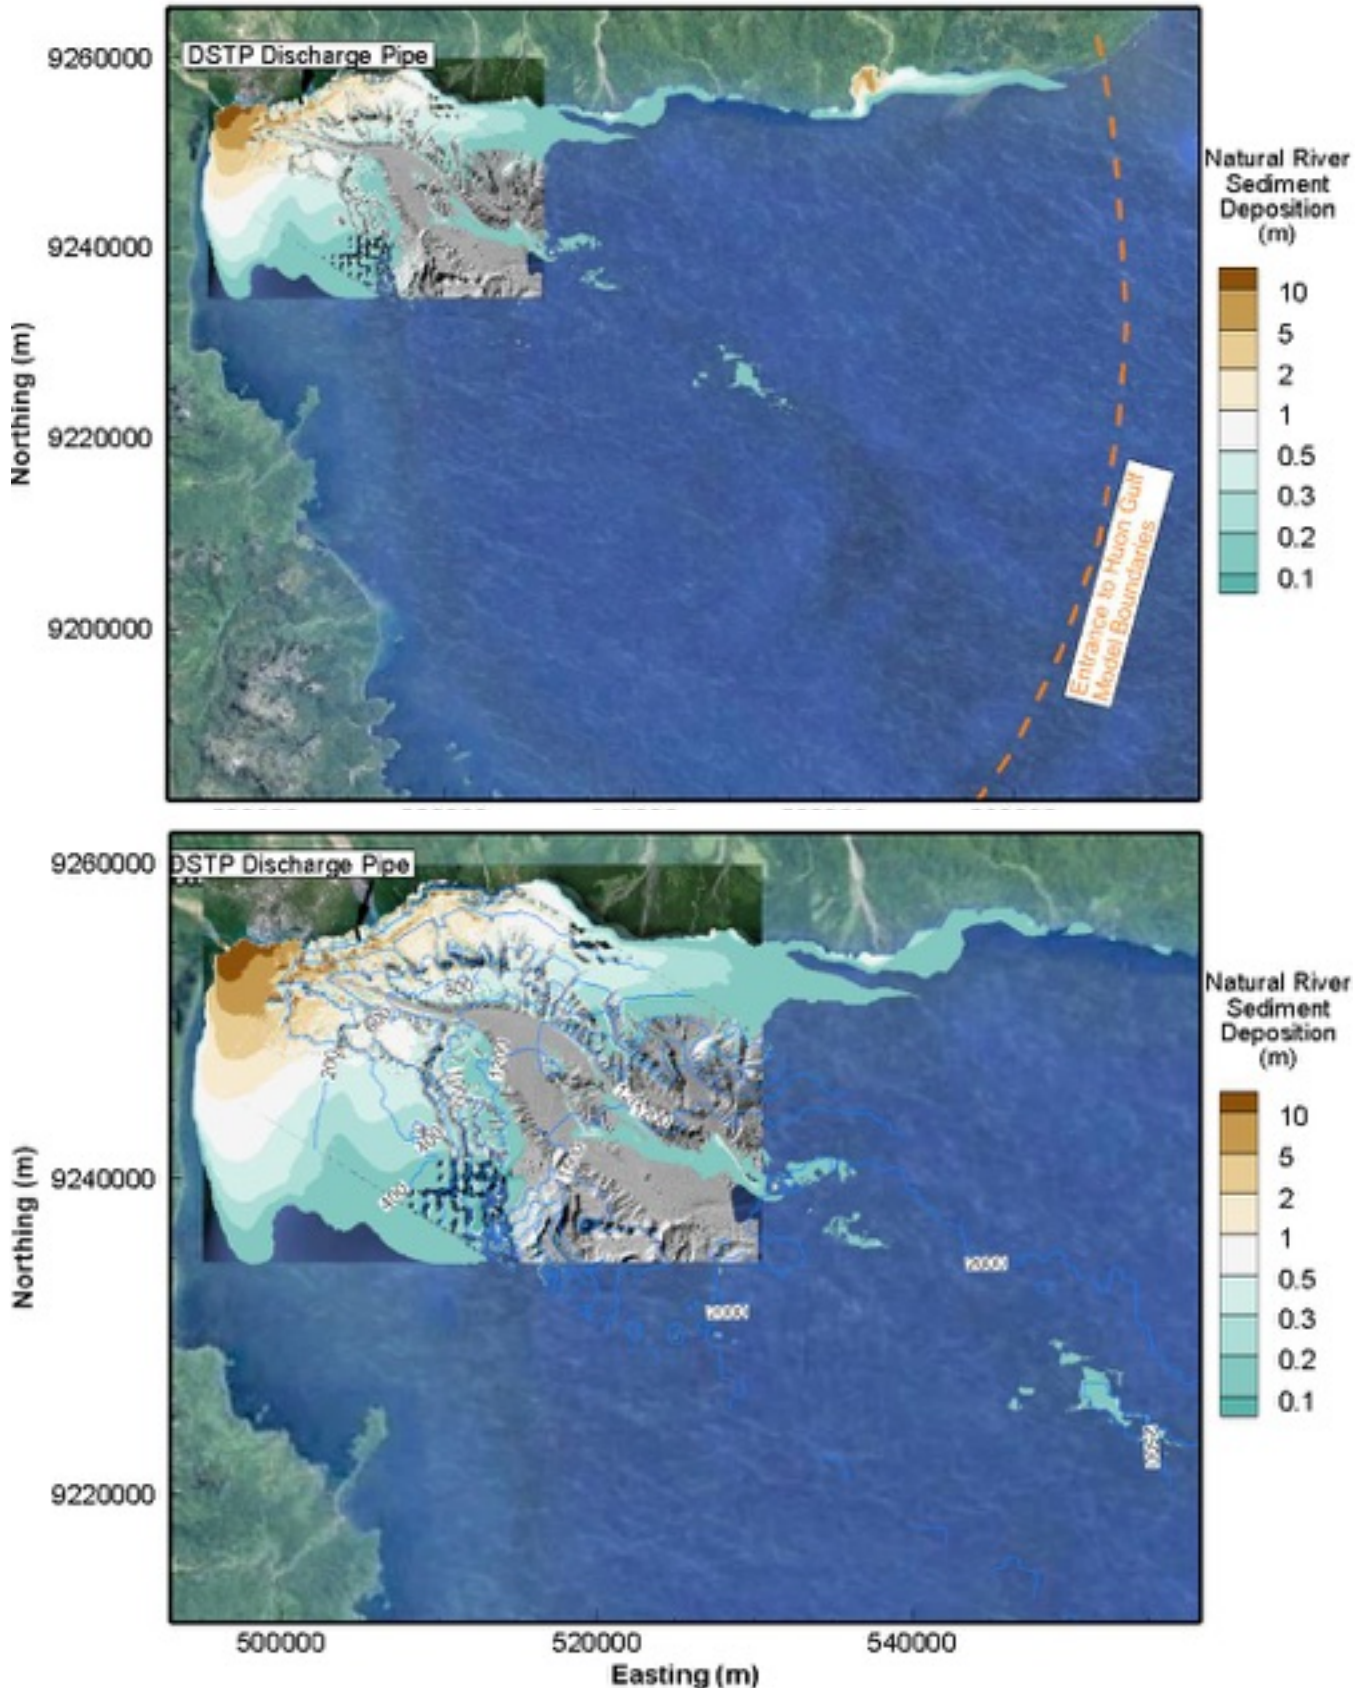 DSTP Discharge Pipe
9260000
9240000
9220000
9200000
Northing (m)
Natural River
Sediment
Deposition
(m)
10
5
2
1
0.5
0.3
0.2
0.1
Entrance to Huon Gulf
Model Boundaries
DSTP Discharge Pipe
9260000
9240000
9220000
Northing (m)
200
600
400
Natural River
Sediment
Deposition
(m)
10
5
2
1
0.5
0.3
0.2
0.1
500000
520000
540000
Easting (m)